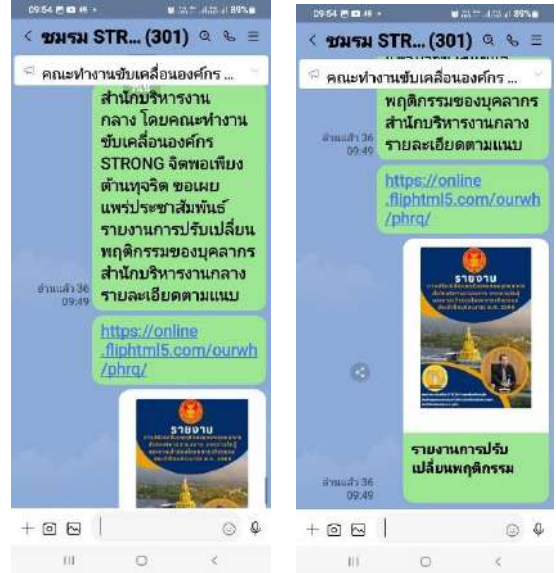 09:54
89%
ชมรม STR... (301)
คณะทำงานขับเคลื่อนองค์กร ...
สำนักบริหารงาน
กลาง โดยคณะทำงาน
ขับเคลื่อนองค์กร
STRONG จิตพอเพียง
ต้านทุจริต ขอเผย
แพร่ประชาสัมพันธ์
รายงานการปรับเปลี่ยน
พฤติกรรมของบุคลากร
สำนักบริหารงานกลาง
รายละเอียดตามแนบ
อ่านแล้ว 36
09:49
https://online
.fliphtml5.com/ourwh
/phrq/
รายงาน
09:54
89%
ชมรม STR... (301)
คณะทำงานขับเคลื่อนองค์กร ...
พฤติกรรมของบุคลากร
สำนักบริหารงานกลาง
รายละเอียดตามแนบ
อ่านแล้ว 36
09:49
https://online
.fliphtml5.com/ourwh
/phrq/
รายงาน
รายงานการปรับ
เปลี่ยนพฤติกรรม
อ่านแล้ว 36
09:49